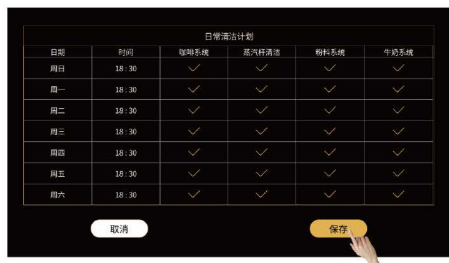 日常清洁计划
日期 时间 咖啡系统 蒸汽杆清洁 粉料系统 牛奶系统
周日 18:30
周一 18:30
周二 18:30
周三 18:30
周四 18:30
周五 18:30
周六 18:30
取消 保存